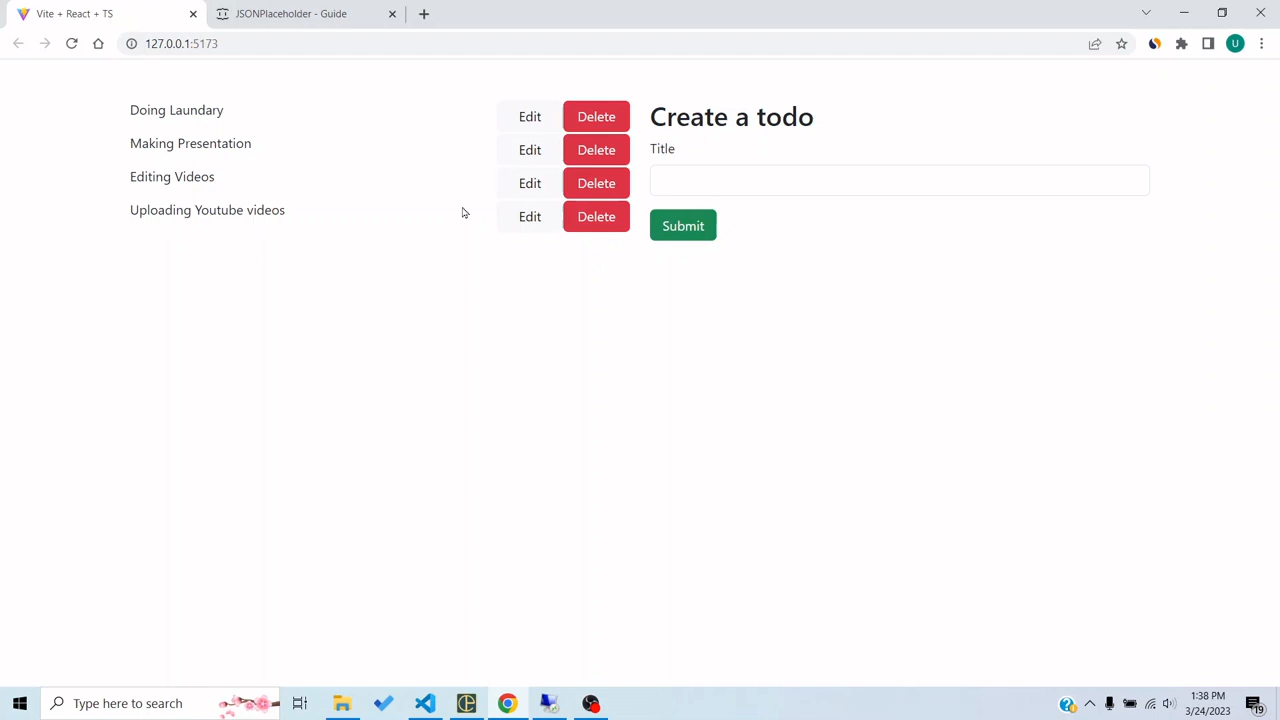 Vite + React + TS
JSONPlaceholder - Guide
127.0.0.1:5173
U
Doing Laundary Edit Delete
Making Presentation Edit Delete
Editing Videos Edit Delete
Uploading Youtube videos Edit Delete
Create a todo
Title
Submit
Type here to search
1:38 PM
3/24/2023
19